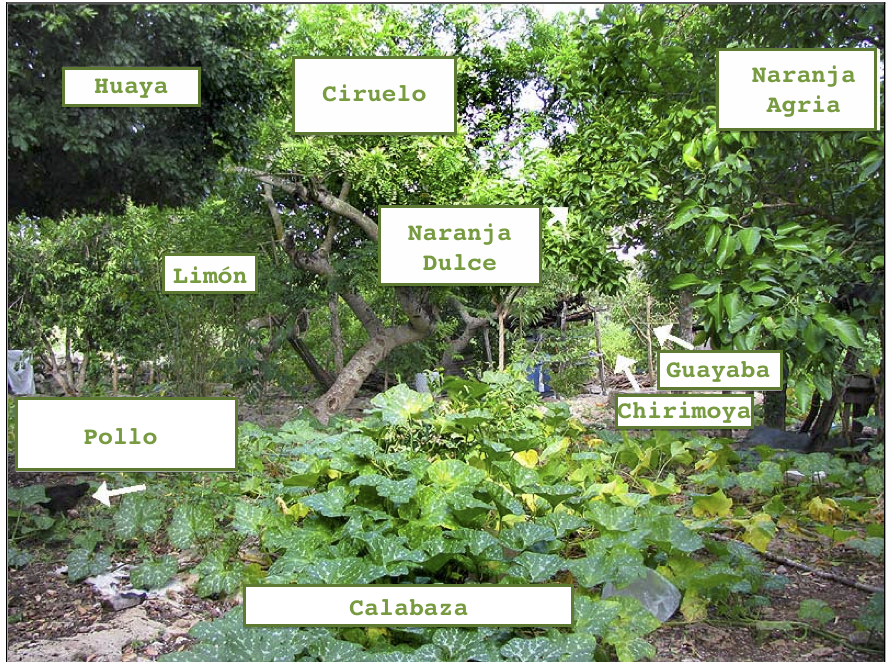 Huaya
Ciruelo
Naranja
Agria
Naranja
Dulce
Limón
Guayaba
Chirimoya
Pollo
Calabaza